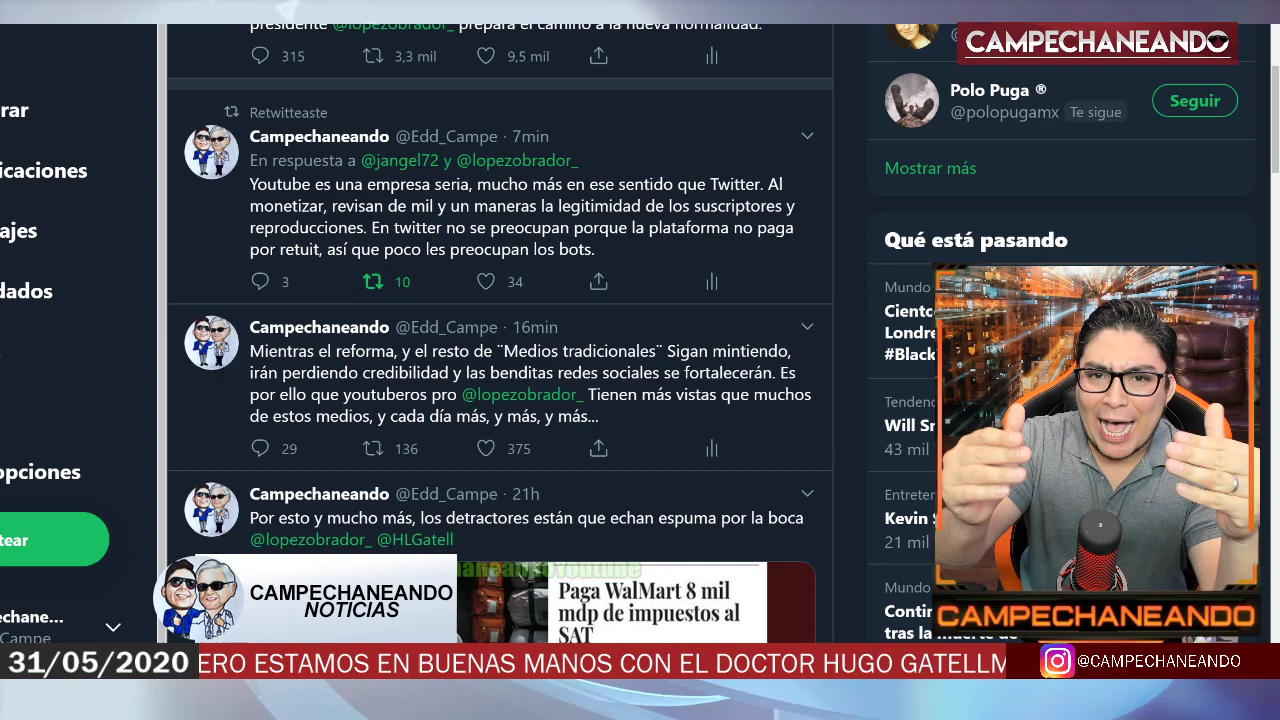 presidente @lopezobrador_ prepara el camino a la nueva normalidad.
315 3,3 mil 9,5 mil
Retwitteaste
Campechaneando @Edd_Campe · 7min
En respuesta a @jangel72 y @lopezobrador_
Youtube es una empresa seria, mucho más en ese sentido que Twitter. Al
monetizar, revisan de mil y un maneras la legitimidad de los suscriptores y
reproducciones. En twitter no se preocupan porque la plataforma no paga
por retuit, así que poco les preocupan los bots.
3 10 34
Campechaneando @Edd_Campe · 16min
Mientras el reforma, y el resto de ¨Medios tradicionales¨ Sigan mintiendo,
irán perdiendo credibilidad y las benditas redes sociales se fortalecerán. Es
por ello que youtuberos pro @lopezobrador_ Tienen más vistas que muchos
de estos medios, y cada día más, y más, y más...
29 136 375
Campechaneando @Edd_Campe · 21h
Por esto y mucho más, los detractores están que echan espuma por la boca
@lopezobrador_ @HLGatell
Paga WalMart 8 mil
mdp de impuestos al
SAT
rar
icaciones
ajes
dados
opciones
tear
chane...
Campe
CAMPECHANEANDO
Polo Puga ®
@polopugamx Te sigue
Seguir
Mostrar más
Qué está pasando
Mundo
Ciento
Londre
#Black
Tendenc
Will Sm
43 mil
Entreter
Kevin S
21 mil
Mundo
Contin
tras la muerte de
CAMPECHANEANDO
CAMPECHANEANDO
NOTICIAS
31/05/2020
ERO ESTAMOS EN BUENAS MANOS CON EL DOCTOR HUGO GATELLM
@CAMPECHANEANDO